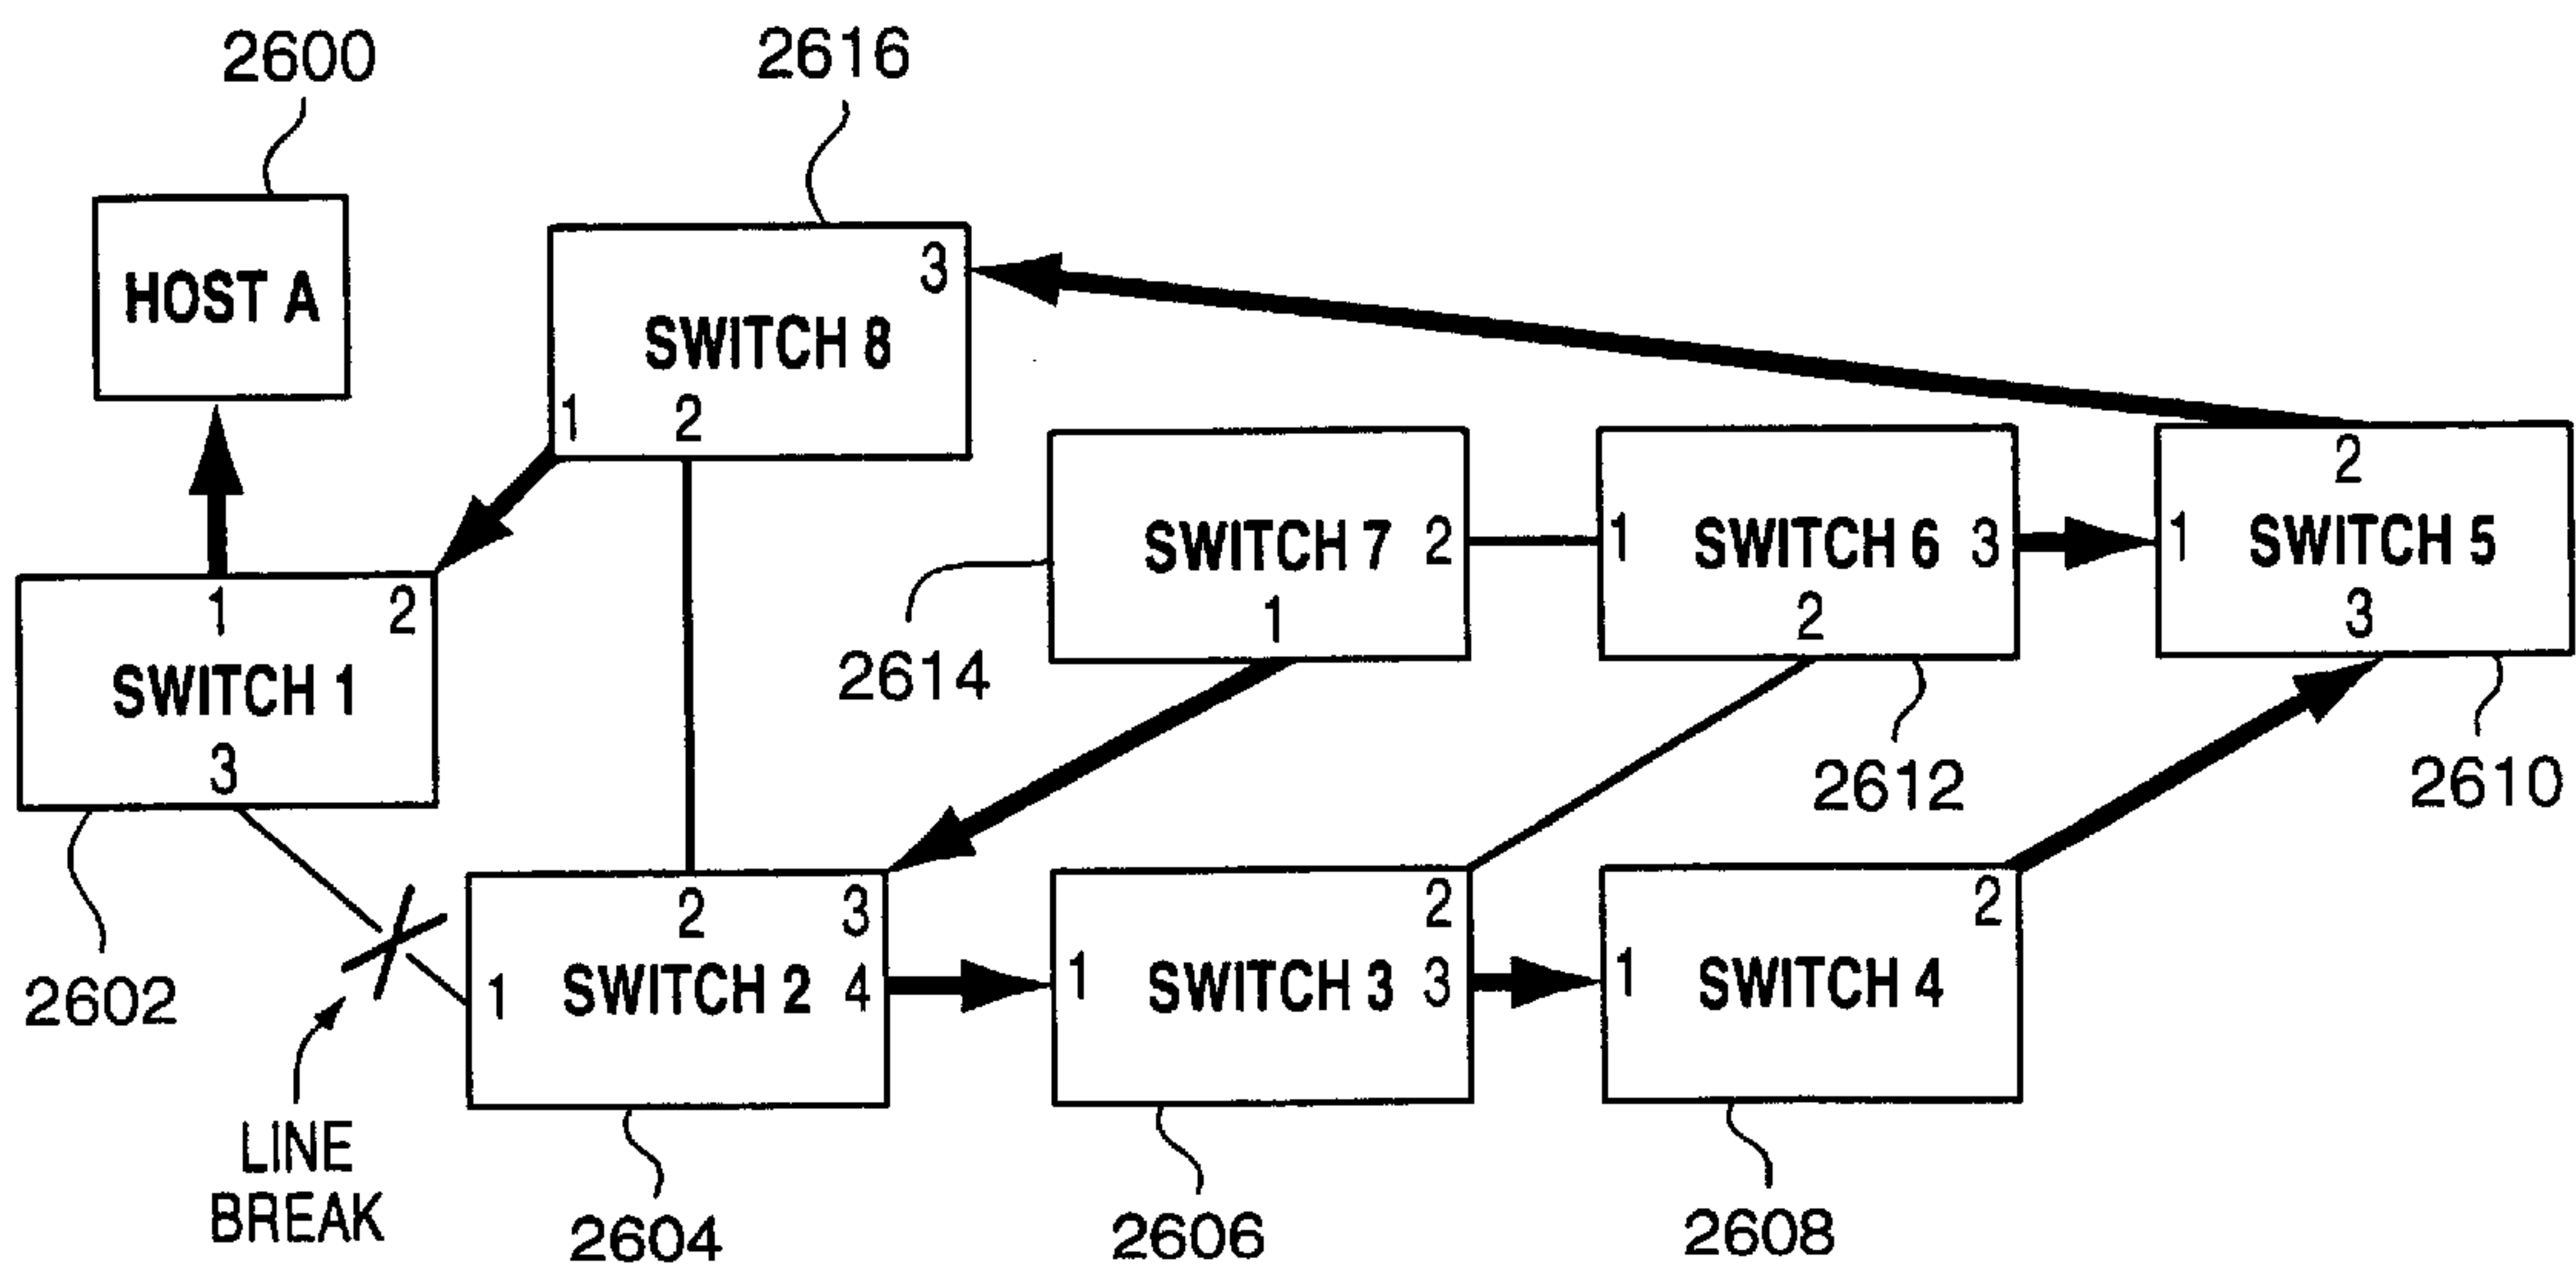 2600
2616
HOST A
3
SWITCH 8
1 2
2
SWITCH 7 2
1 SWITCH 6 3
1 SWITCH 5
1 2
1
2
3
SWITCH 1
2614
3
2612
2610
2 3
2
2
2602
1 SWITCH 2 4
1 SWITCH 3 3
1 SWITCH 4
LINE
BREAK
2604
2606
2608